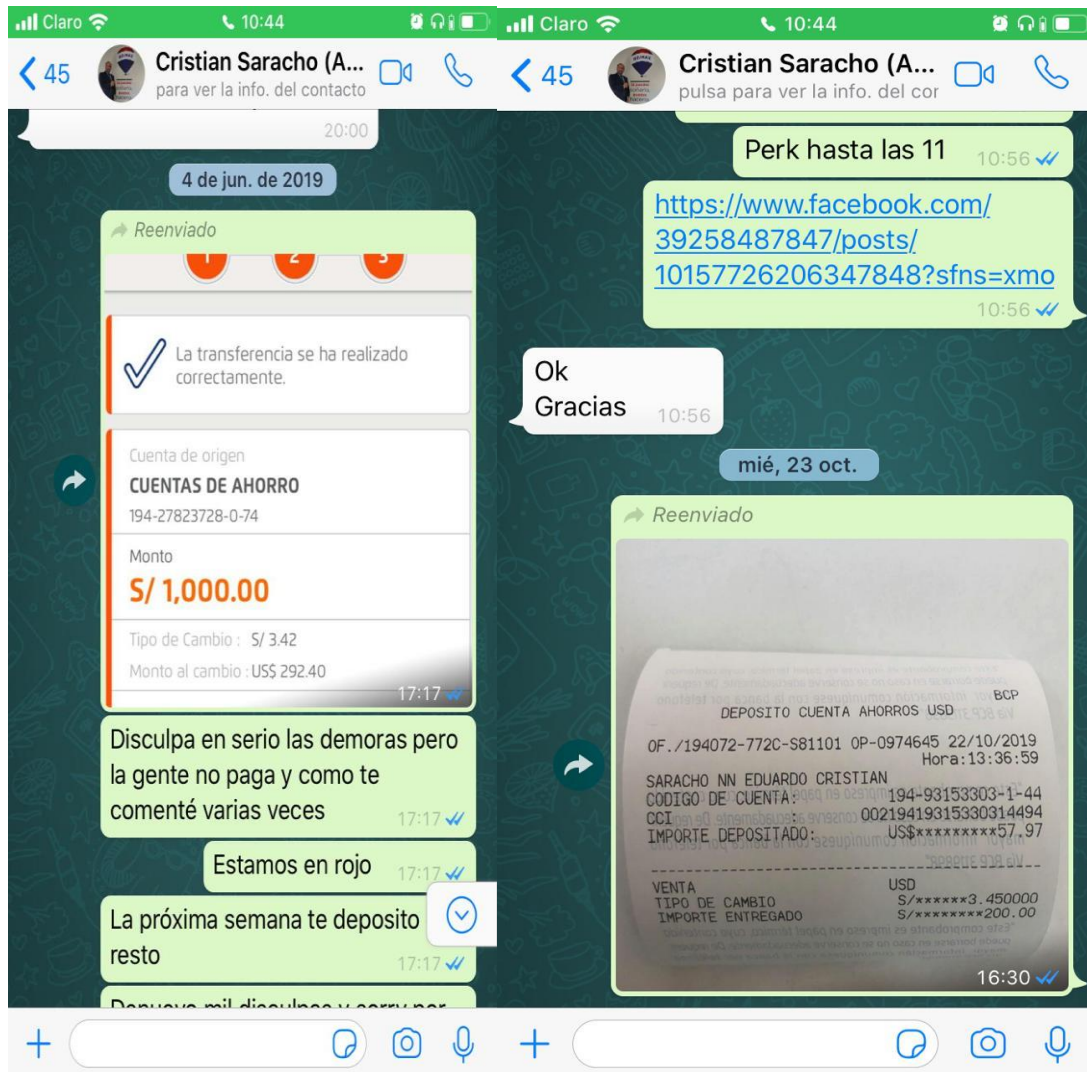 Claro
10:44
45
Cristian Saracho (A...
para ver la info. del contacto
20:00
4 de jun. de 2019
Reenviado
1 2 3
La transferencia se ha realizado
correctamente.
Cuenta de origen
CUENTAS DE AHORRO
194-27823728-0-74
Monto
S/ 1,000.00
Tipo de Cambio : S/ 3.42
Monto al cambio : US$ 292.40
17:17
Disculpa en serio las demoras pero
la gente no paga y como te
comenté varias veces
17:17
Estamos en rojo
17:17
La próxima semana te deposito
resto
17:17
Claro
10:44
45
Cristian Saracho (A...
pulsa para ver la info. del cor
Perk hasta las 11
10:56
https://www.facebook.com/
39258487847/posts/
10157726206347848?sfns=xmo
10:56
Ok
Gracias
10:56
mié, 23 oct.
Reenviado
BCP
DEPOSITO CUENTA AHORROS USD
OF./194072-772C-S81101 OP-0974645 22/10/2019
Hora:13:36:59
SARACHO NN EDUARDO CRISTIAN
CODIGO DE CUENTA: 194-93153303-1-44
CCI 00219419315330314494
IMPORTE DEPOSITADO: US$*********57.97
VENTA USD
TIPO DE CAMBIO S/******3.450000
IMPORTE ENTREGADO S/********200.00
16:30